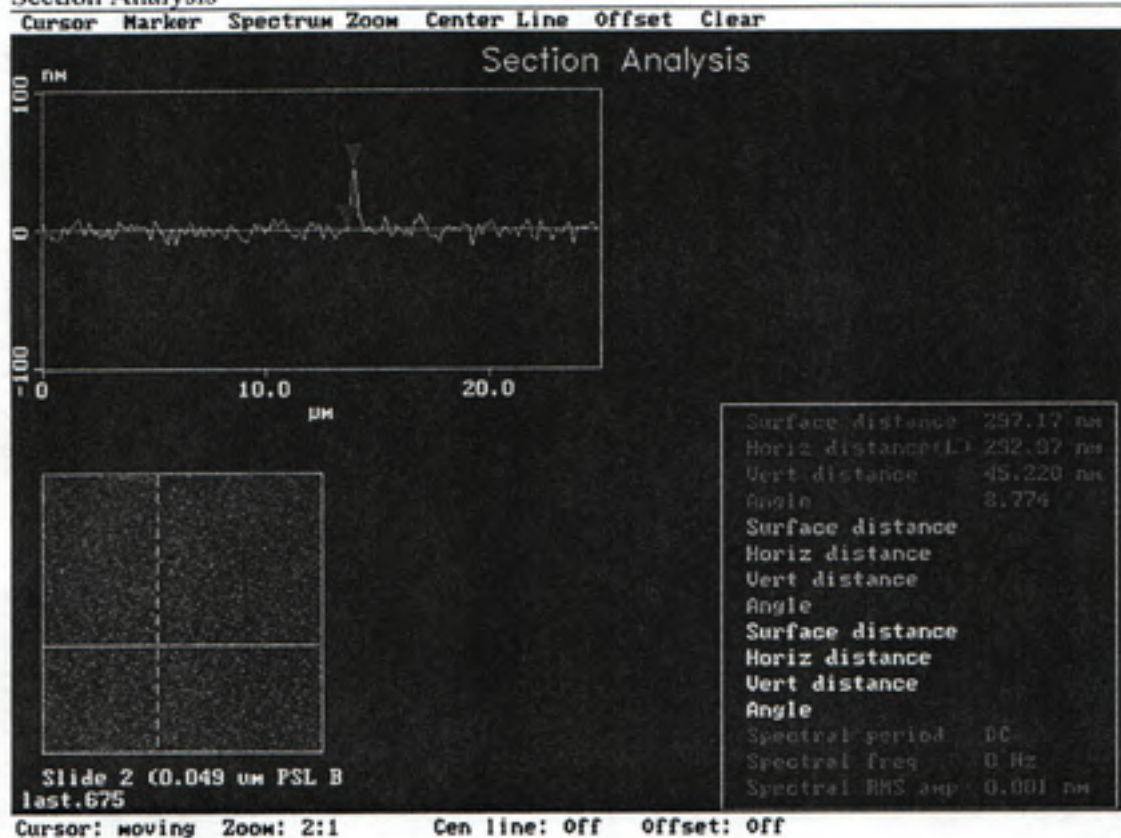 Section Analysis
Cursor Marker Spectrum Zoom Center Line Offset Clear
Section Analysis
nm
100
0
-100
0 10.0 20.0
µm
Surface distance 297.17 nm
Horiz distance(L) 292.97 nm
Vert distance 45.220 nm
Angle 8.774
Surface distance
Horiz distance
Vert distance
Angle
Surface distance
Horiz distance
Vert distance
Angle
Spectral period DC
Spectral freq 0 Hz
Spectral RMS amp 0.001 nm
Slide 2 (0.049 um PSL B
last.675
Cursor: moving Zoom: 2:1 Cen line: Off Offset: Off